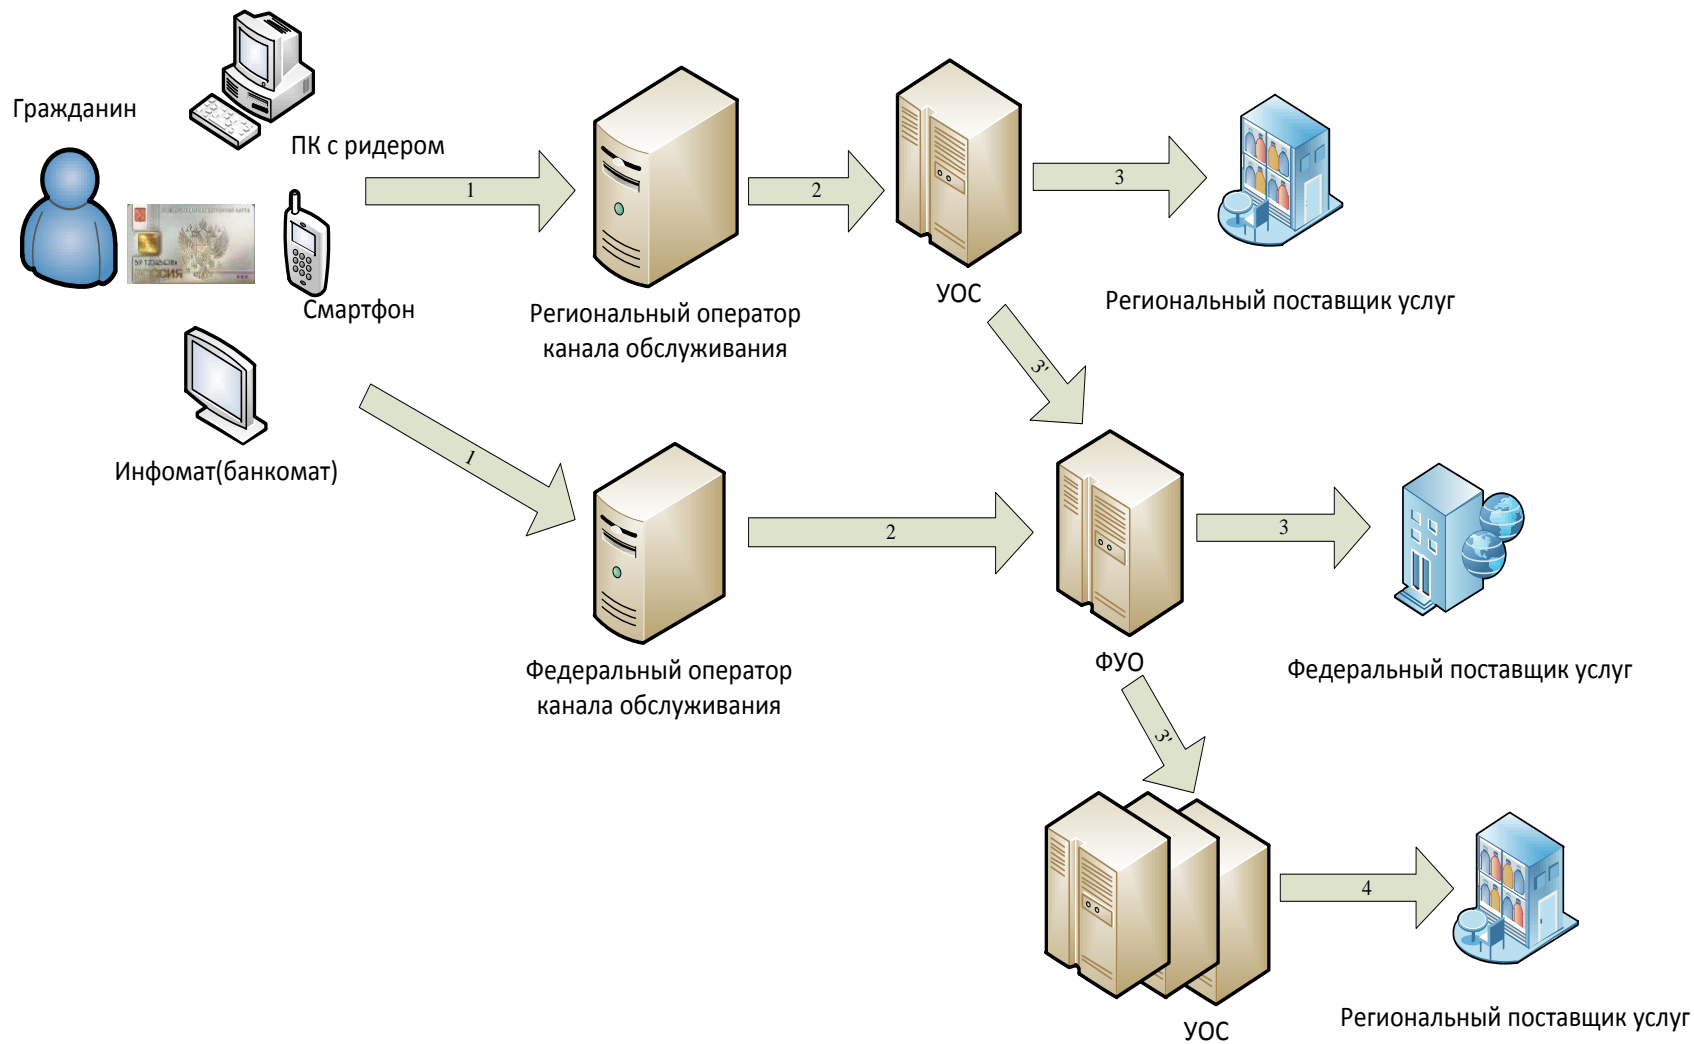 Гражданин
ПК с ридером
Смартфон
Инфомат(банкомат)
РОССИЯ
1
Региональный оператор
канала обслуживания
2
УОС
3
Региональный поставщик услуг
3'
1
Федеральный оператор
канала обслуживания
2
ФУО
3
Федеральный поставщик услуг
3'
УОС
4
Региональный поставщик услуг